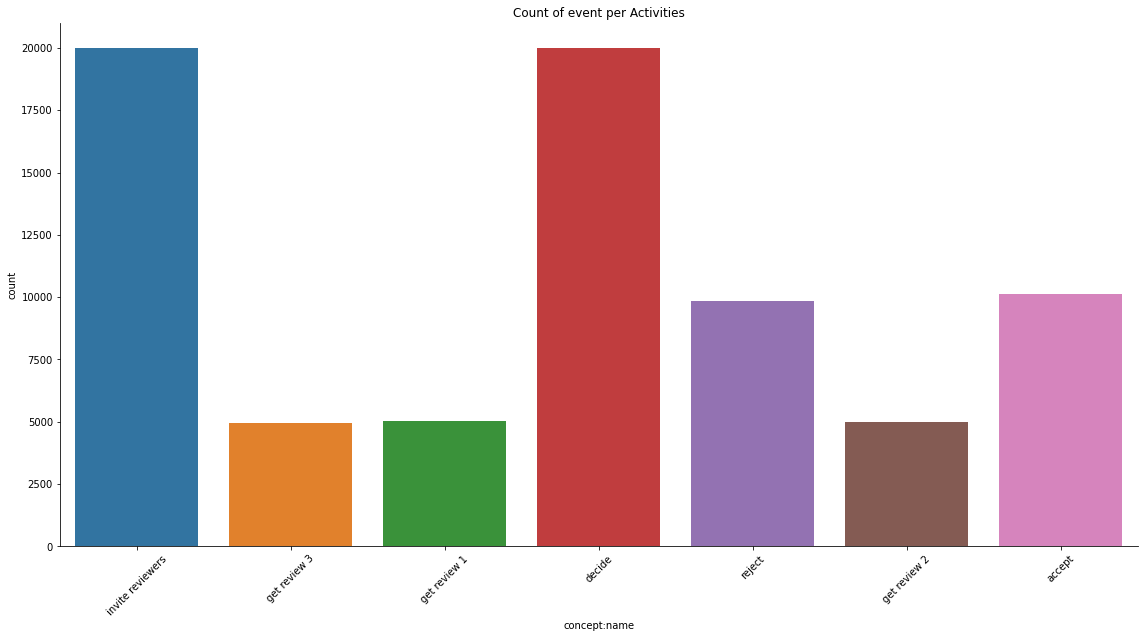 Count of event per Activities
20000
17500
15000
12500
10000
7500
5000
2500
0
count
invite reviewers
get review 3
get review 1
decide
reject
get review 2
accept
concept:name